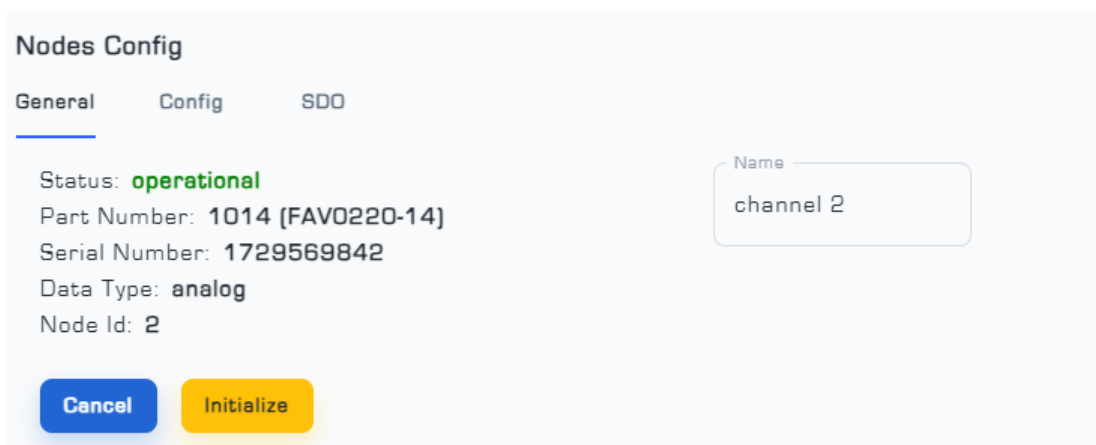 Nodes Config
General Config SDO
Status: operational
Part Number: 1014 (FAV0220-14)
Serial Number: 1729569842
Data Type: analog
Node Id: 2
Name
channel 2
Cancel Initialize